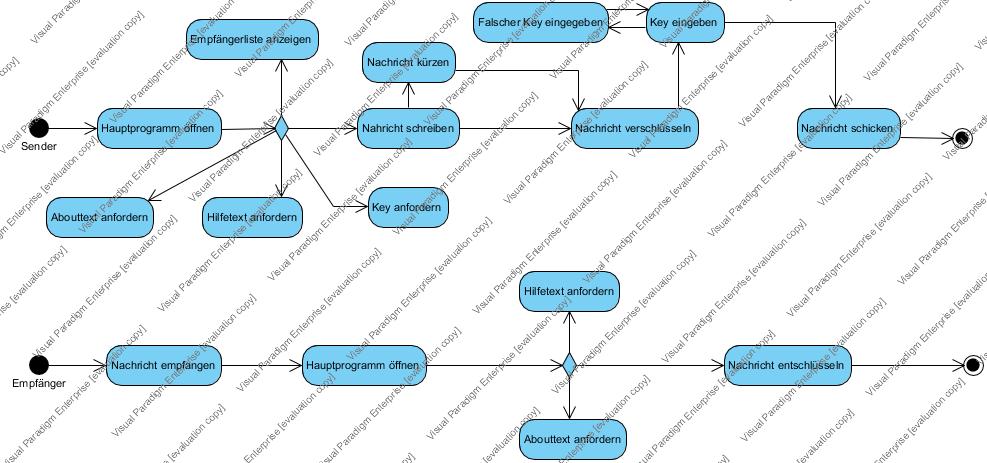 Falscher Key eingegeben
Key eingeben
Empfängerliste anzeigen
Nachricht kürzen
Hauptprogramm öffnen
Nahricht schreiben
Nachricht verschlüsseln
Nachricht schicken
Sender
Abouttext anfordern
Hilfetext anfordern
Key anfordern
Hilfetext anfordern
Nachricht empfangen
Hauptprogramm öffnen
Nachricht entschlüsseln
Empfänger
Abouttext anfordern
Visual Paradigm Enterprise [evaluation copy]